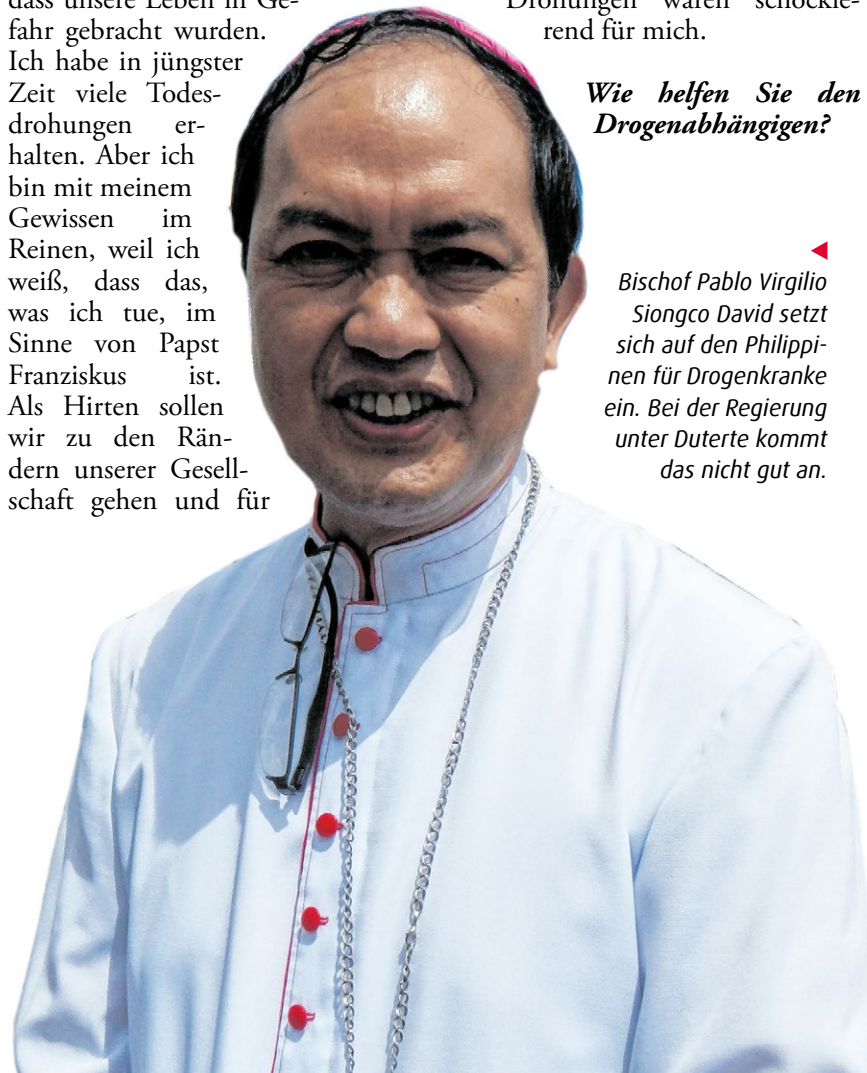 dass unsere Leben in Ge-
fahr gebracht wurden.
Ich habe in jüngster
Zeit viele Todes-
drohungen er-
halten. Aber ich
bin mit meinem
Gewissen im
Reinen, weil ich
weiß, dass das,
was ich tue, im
Sinne von Papst
Franziskus ist.
Als Hirten sollen
wir zu den Rän-
dern unserer Gesell-
schaft gehen und für
Drohungen waren schockie-
rend für mich.
Wie helfen Sie den
Drogenabhängigen?
Bischof Pablo Virgilio
Siongco David setzt
sich auf den Philippi-
nen für Drogenkranke
ein. Bei der Regierung
unter Duterte kommt
das nicht gut an.